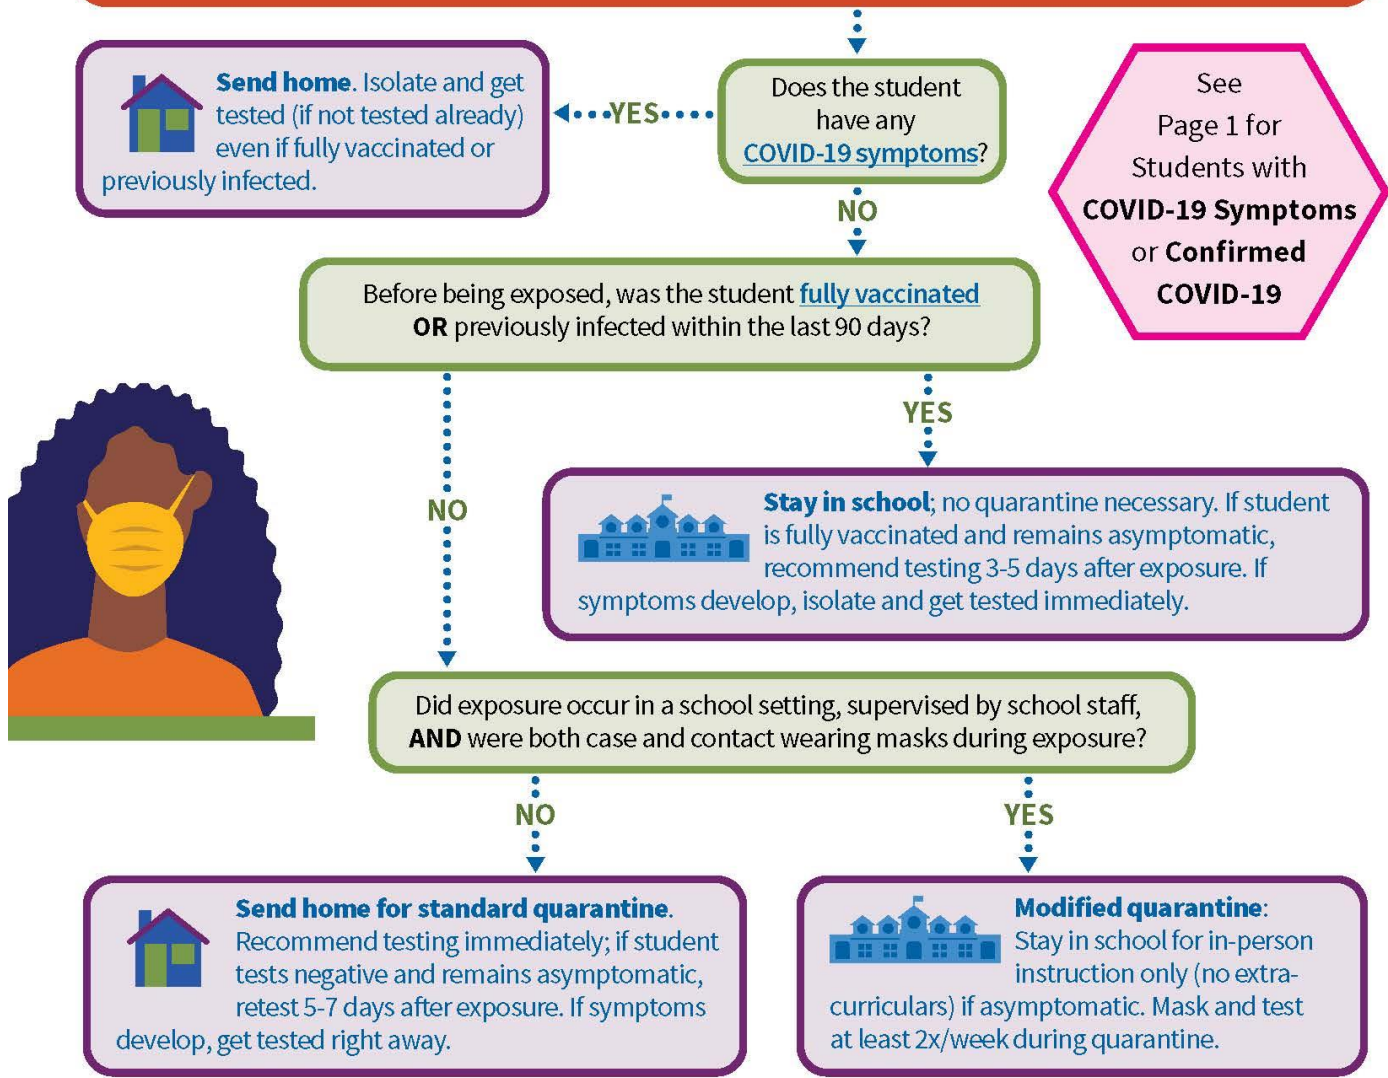 Send home. Isolate and get
tested (if not tested already)
even if fully vaccinated or
previously infected.
YES
Does the student
have any
COVID-19 symptoms?
See
Page 1 for
Students with
COVID-19 Symptoms
or Confirmed
COVID-19
NO
Before being exposed, was the student fully vaccinated
OR previously infected within the last 90 days?
YES
NO
Stay in school; no quarantine necessary. If student
is fully vaccinated and remains asymptomatic,
recommend testing 3-5 days after exposure. If
symptoms develop, isolate and get tested immediately.
Did exposure occur in a school setting, supervised by school staff,
AND were both case and contact wearing masks during exposure?
NO
YES
Send home for standard quarantine.
Recommend testing immediately; if student
tests negative and remains asymptomatic,
retest 5-7 days after exposure. If symptoms
develop, get tested right away.
Modified quarantine:
Stay in school for in-person
instruction only (no extra-
curriculars) if asymptomatic. Mask and test
at least 2x/week during quarantine.